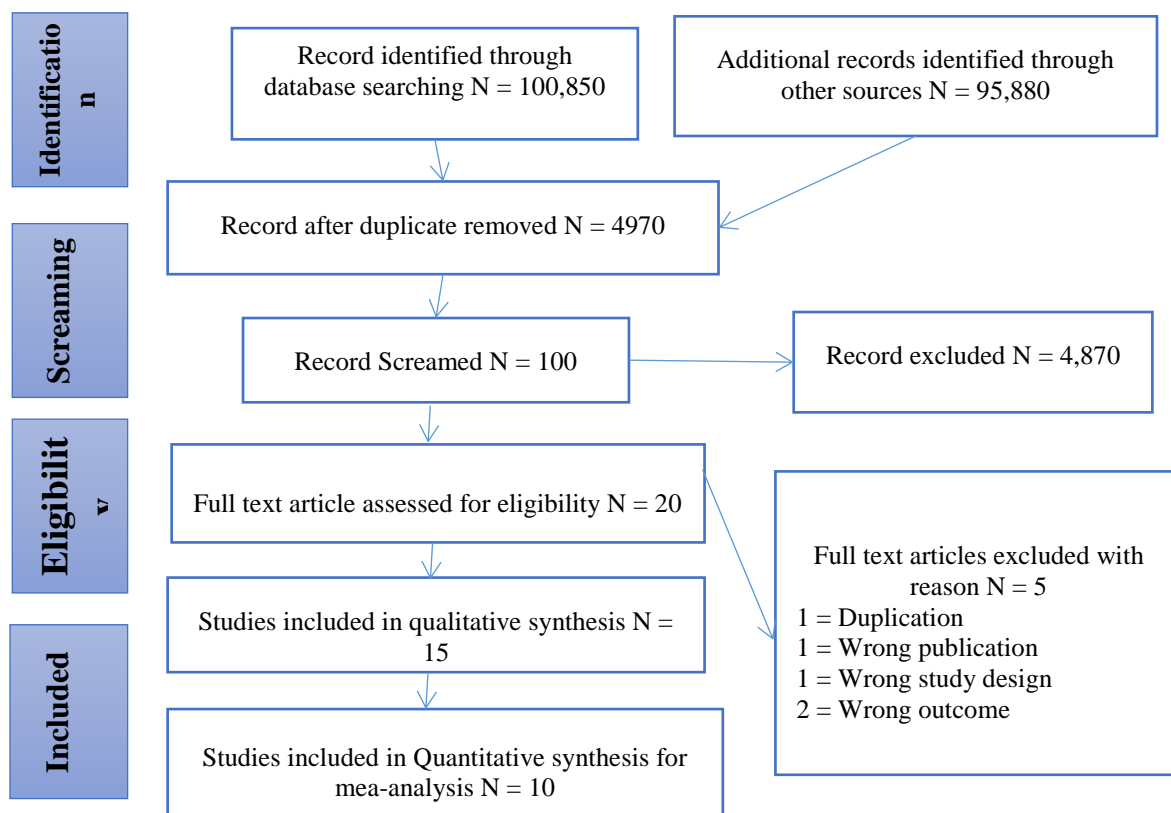 Identificatio
n
Record identified through
database searching N = 100,850
Additional records identified through
other sources N = 95,880
Record after duplicate removed N = 4970
Screaming
Record Screamed N = 100
Record excluded N = 4,870
Eligibilit
y
Full text article assessed for eligibility N = 20
Full text articles excluded with
reason N = 5
1 = Duplication
1 = Wrong publication
1 = Wrong study design
2 = Wrong outcome
Studies included in qualitative synthesis N =
15
Included
Studies included in Quantitative synthesis for
mea-analysis N = 10